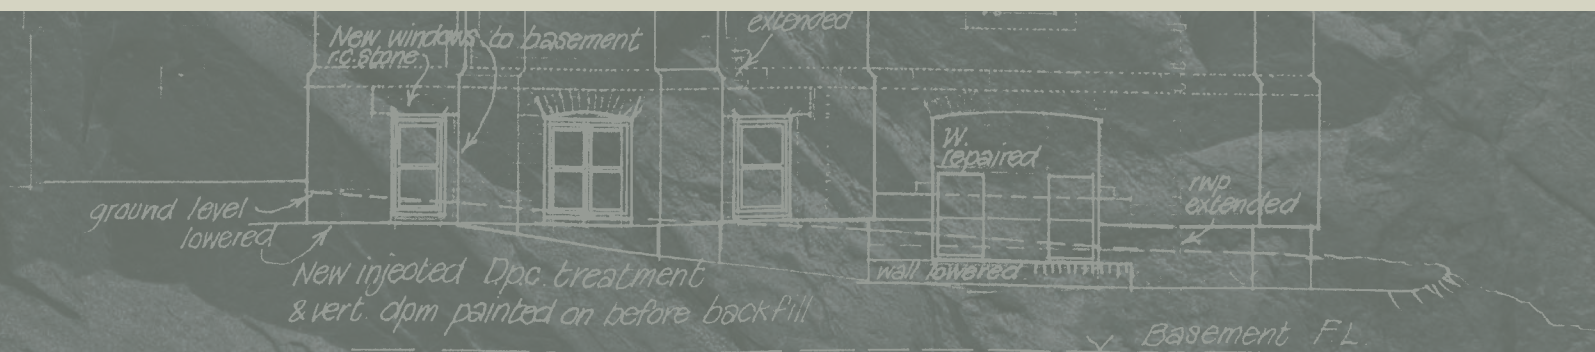 extended
New windows to basement
r.c.stone
W.
repaired
rwp
extended
ground level
lowered
New injected D.p.c. treatment
wall lowered
& vert. dpm painted on before backfill
Basement F.L.